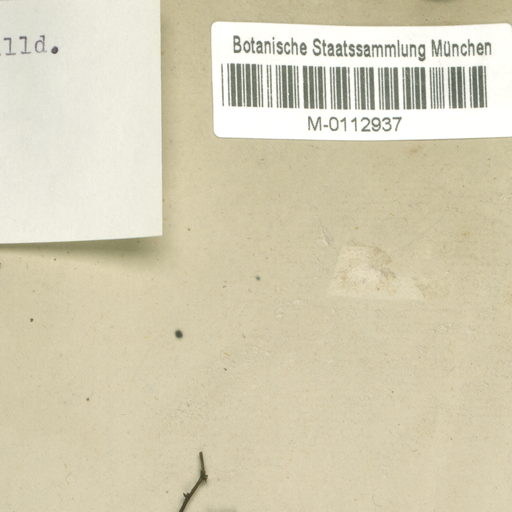 lld.
Botanische Staatssammlung München
M-0112937